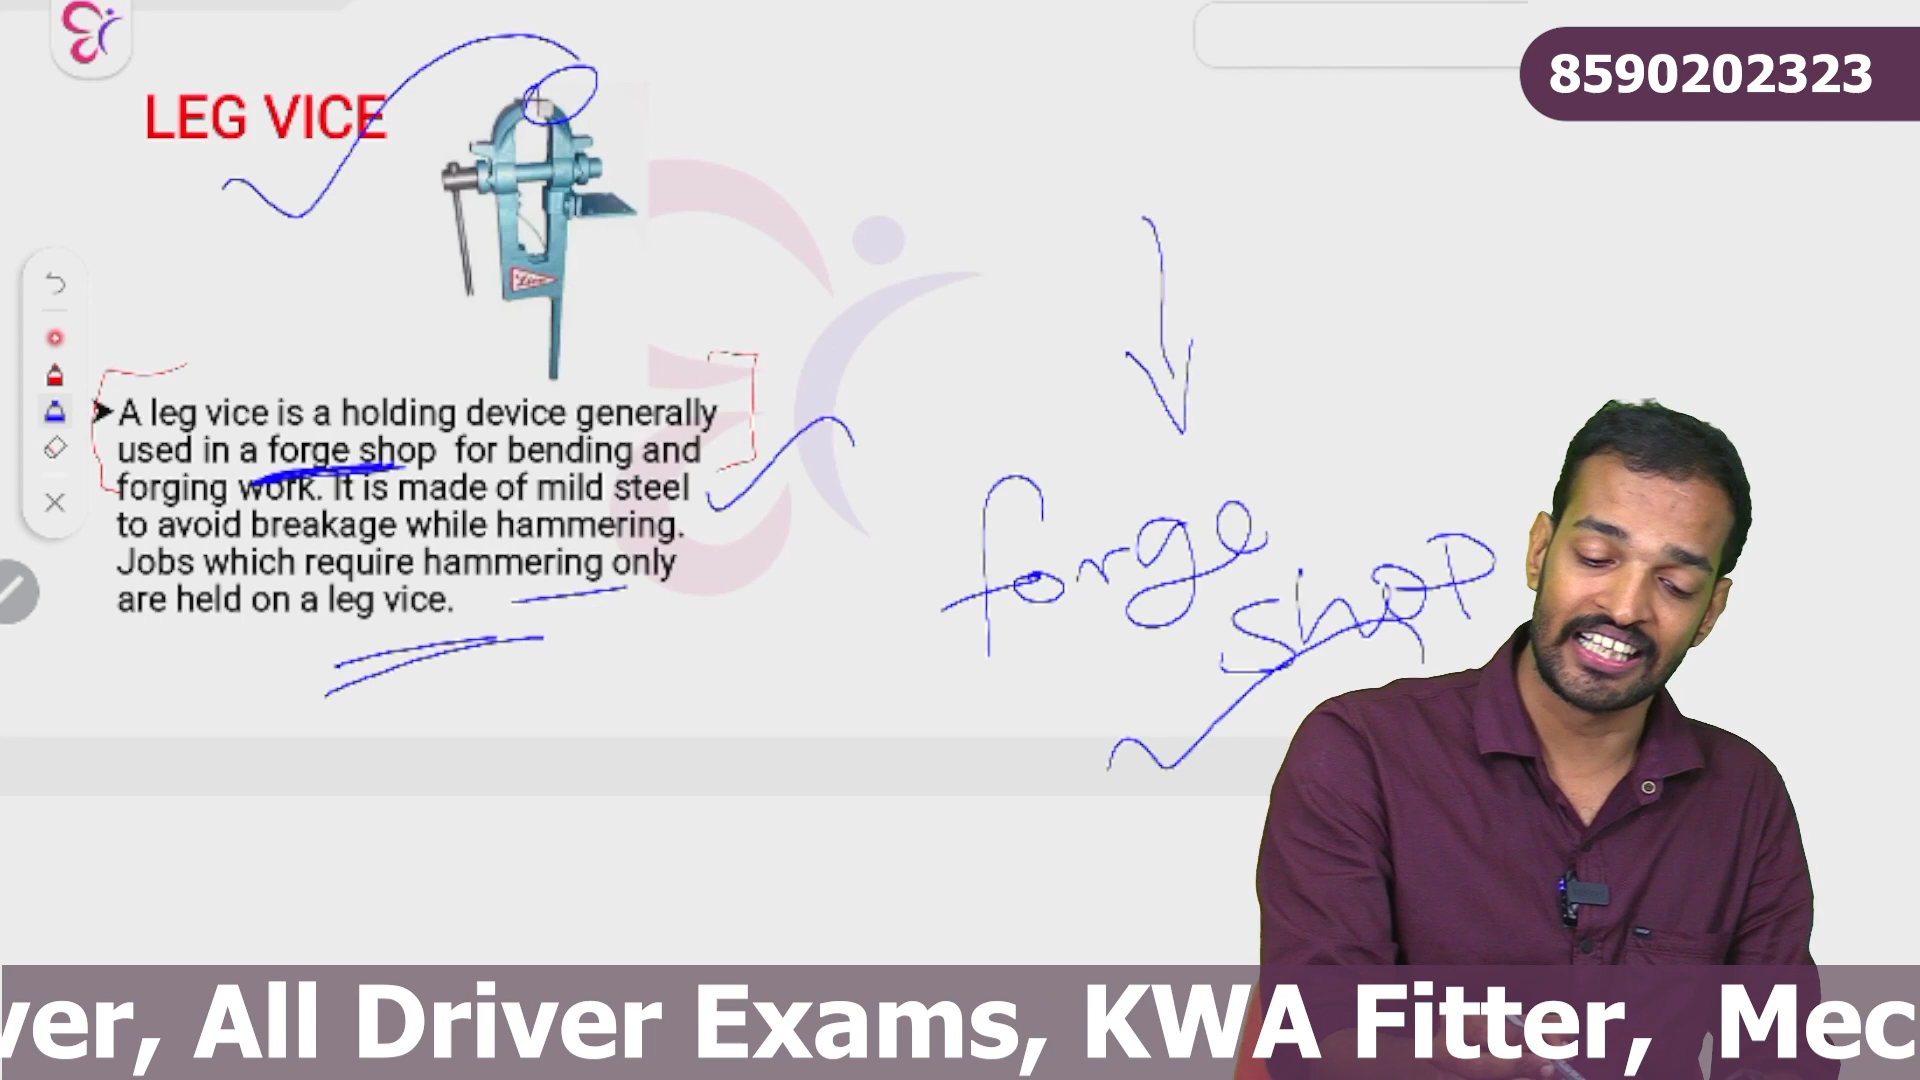 8590202323
LEG VICE
➤ A leg vice is a holding device generally
used in a forge shop for bending and
forging work. It is made of mild steel
to avoid breakage while hammering.
Jobs which require hammering only
are held on a leg vice.
forge
shop
ver, All Driver Exams, KWA Fitter, Mec